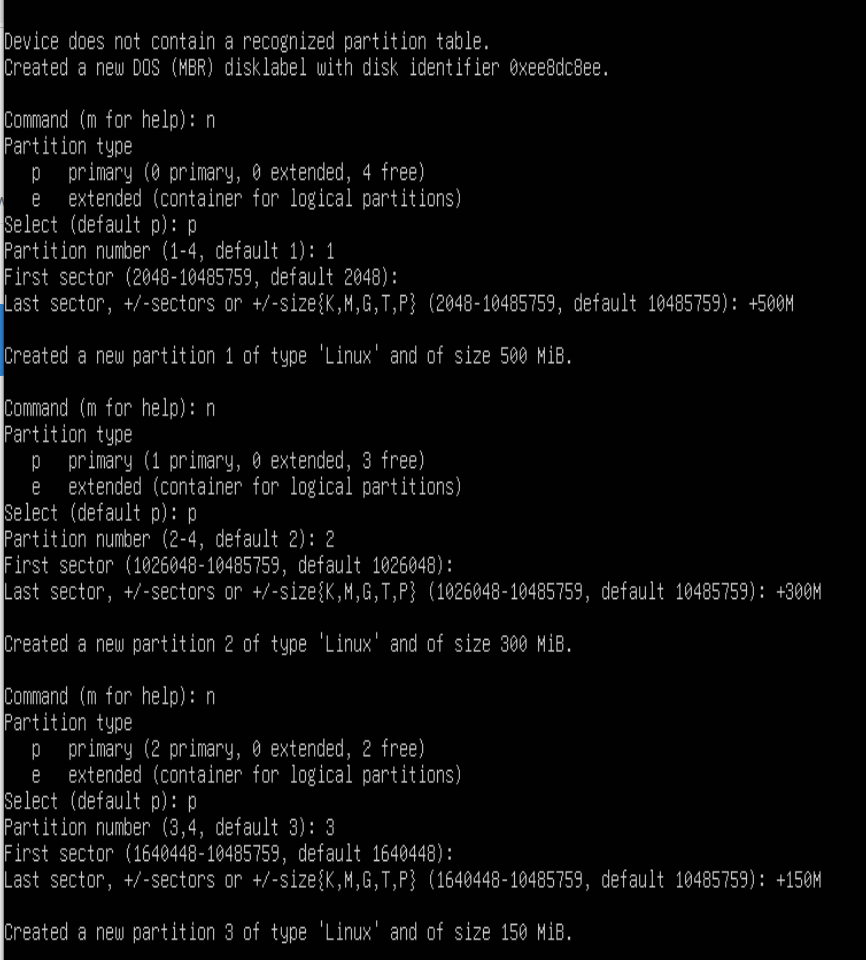 Device does not contain a recognized partition table.
Created a new DOS (MBR) disklabel with disk identifier 0xee8dc8ee.
Command (m for help): n
Partition type
p   primary (0 primary, 0 extended, 4 free)
e   extended (container for logical partitions)
Select (default p): p
Partition number (1-4, default 1): 1
First sector (2048-10485759, default 2048):
Last sector, +/-sectors or +/-size{K,M,G,T,P} (2048-10485759, default 10485759): +500M
Created a new partition 1 of type 'Linux' and of size 500 MiB.
Command (m for help): n
Partition type
p   primary (1 primary, 0 extended, 3 free)
e   extended (container for logical partitions)
Select (default p): p
Partition number (2-4, default 2): 2
First sector (1026048-10485759, default 1026048):
Last sector, +/-sectors or +/-size{K,M,G,T,P} (1026048-10485759, default 10485759): +300M
Created a new partition 2 of type 'Linux' and of size 300 MiB.
Command (m for help): n
Partition type
p   primary (2 primary, 0 extended, 2 free)
e   extended (container for logical partitions)
Select (default p): p
Partition number (3,4, default 3): 3
First sector (1640448-10485759, default 1640448):
Last sector, +/-sectors or +/-size{K,M,G,T,P} (1640448-10485759, default 10485759): +150M
Created a new partition 3 of type 'Linux' and of size 150 MiB.